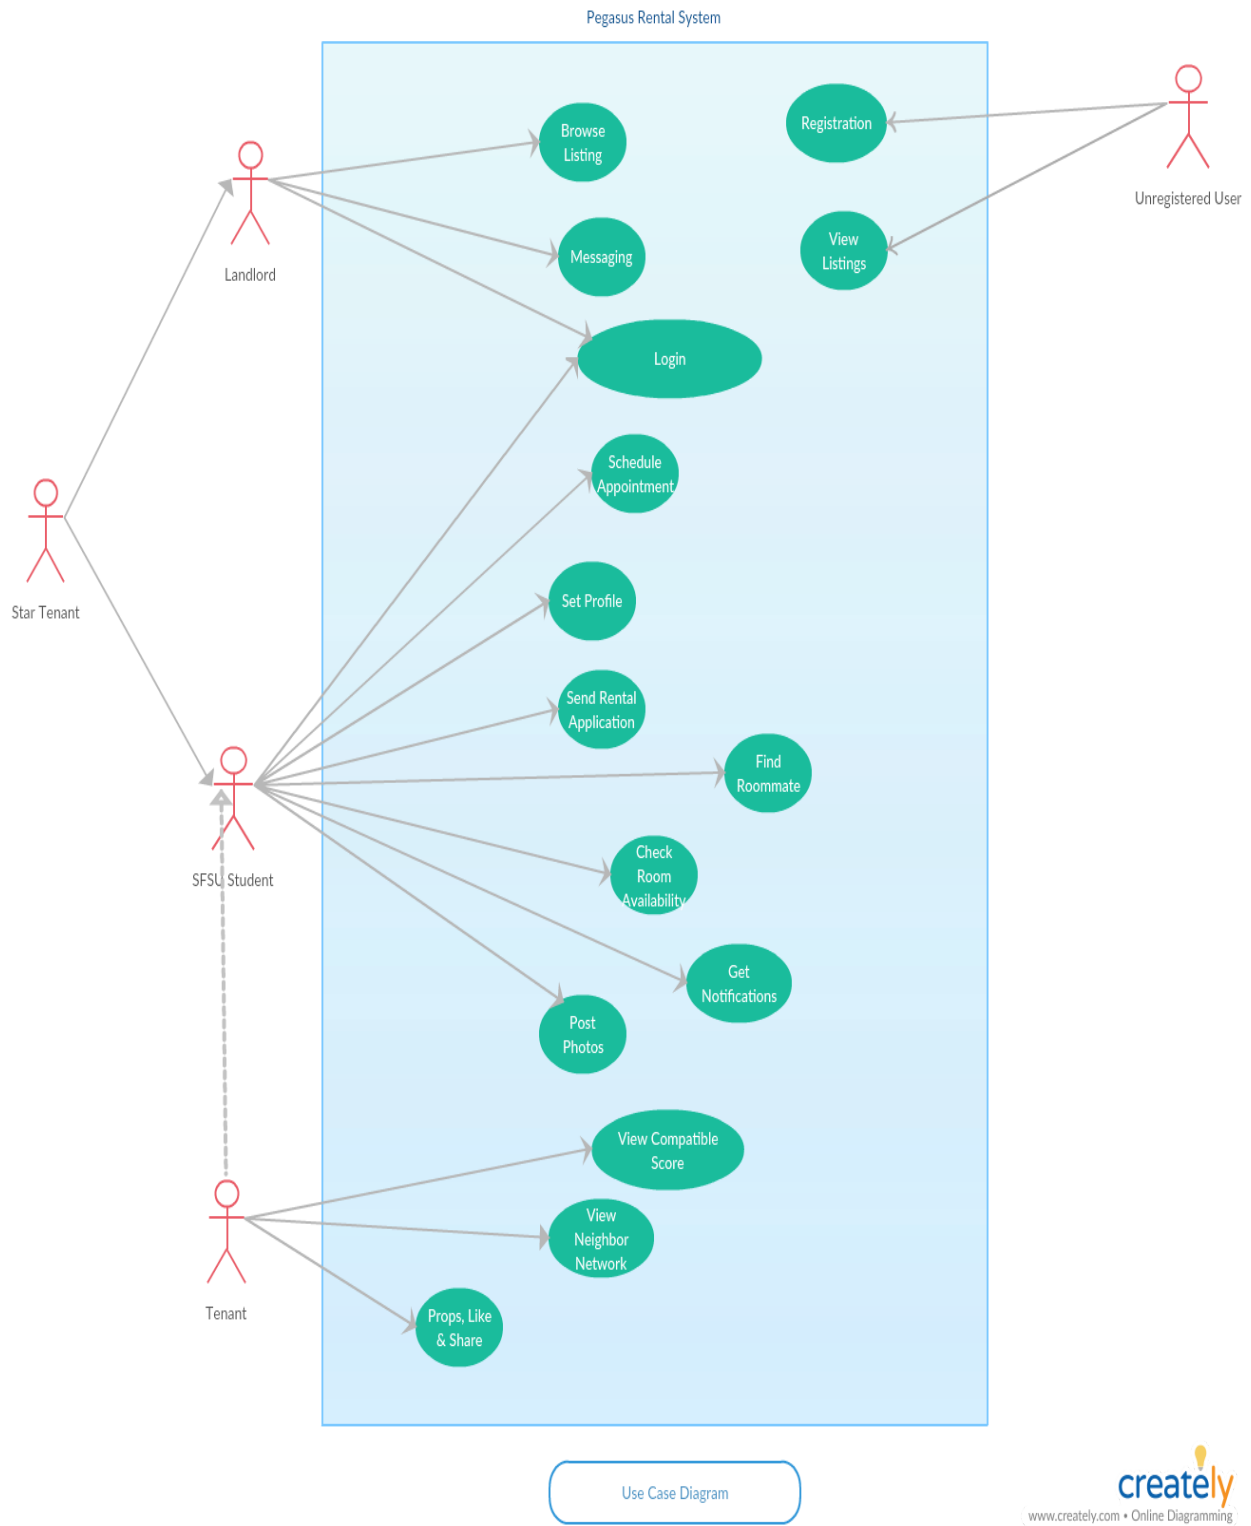 Pegasus Rental System
Browse
Listing
Registration
Unregistered User
Landlord
Messaging
View
Listings
Login
Schedule
Appointment
Star Tenant
Set Profile
Send Rental
Application
Find
Roommate
SFSU Student
Check
Room
Availability
Get
Notifications
Post
Photos
View Compatible
Score
View
Neighbor
Network
Tenant
Props, Like
& Share
Use Case Diagram
creately
www.creately.com • Online Diagramming